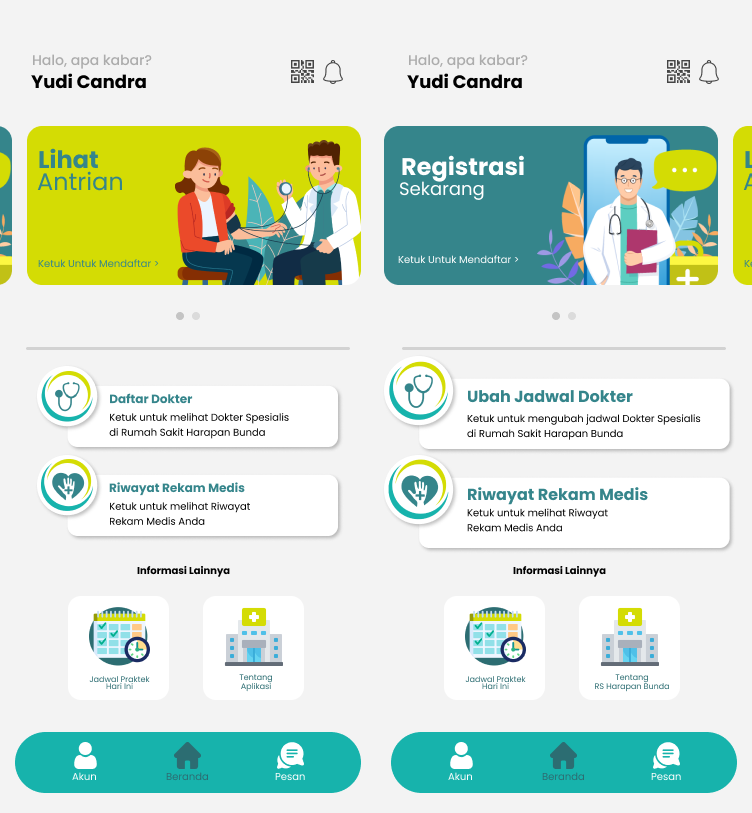 Halo, apa kabar?
Yudi Candra
Lihat
Antrian
Ketuk Untuk Mendaftar >
Daftar Dokter
Ketuk untuk melihat Dokter Spesialis
di Rumah Sakit Harapan Bunda
Riwayat Rekam Medis
Ketuk untuk melihat Riwayat
Rekam Medis Anda
Informasi Lainnya
Jadwal Praktek
Hari Ini
Tentang
Aplikasi
Akun
Beranda
Pesan
Halo, apa kabar?
Yudi Candra
Registrasi
Sekarang
Ketuk Untuk Mendaftar >
Ubah Jadwal Dokter
Ketuk untuk mengubah jadwal Dokter Spesialis
di Rumah Sakit Harapan Bunda
Riwayat Rekam Medis
Ketuk untuk melihat Riwayat
Rekam Medis Anda
Informasi Lainnya
Jadwal Praktek
Hari Ini
Tentang
RS Harapan Bunda
Akun
Beranda
Pesan